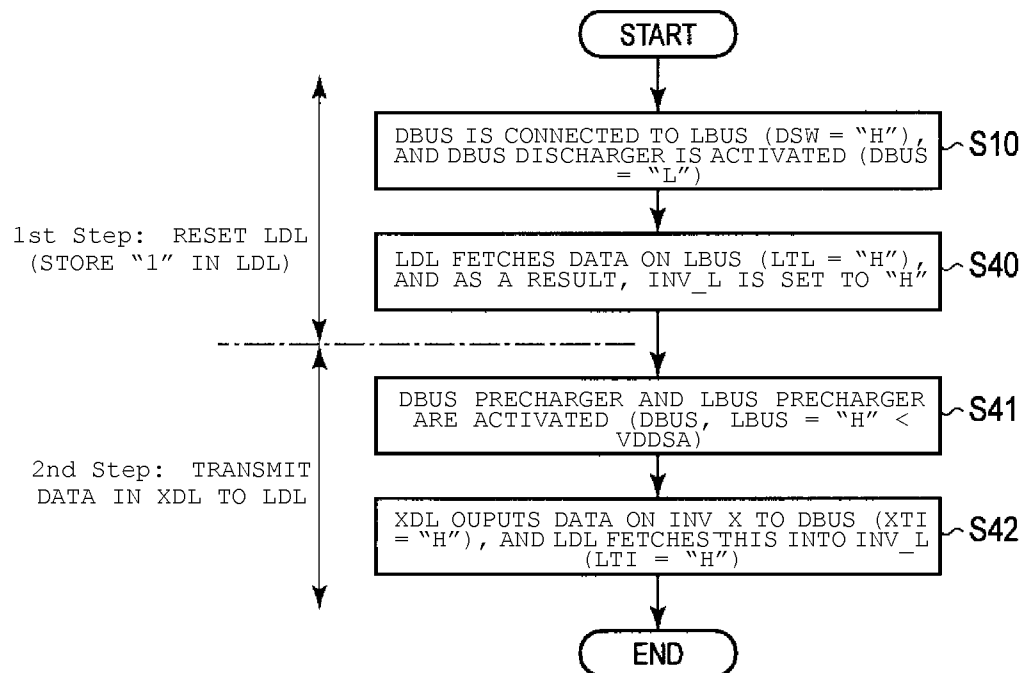 START
DBUS IS CONNECTED TO LBUS (DSW = “H”),
AND DBUS DISCHARGER IS ACTIVATED (DBUS
= “L”)
S10
1st Step: RESET LDL
(STORE “1” IN LDL)
LDL FETCHES DATA ON LBUS (LTL = “H”),
AND AS A RESULT, INV_L IS SET TO “H”
S40
DBUS PRECHARGER AND LBUS PRECHARGER
ARE ACTIVATED (DBUS, LBUS = “H” <
VDDSA)
S41
2nd Step: TRANSMIT
DATA IN XDL TO LDL
XDL OUPUTS DATA ON INV X TO DBUS (XTI
= “H”), AND LDL FETCHES THIS INTO INV_L
(LTI = “H”)
S42
END